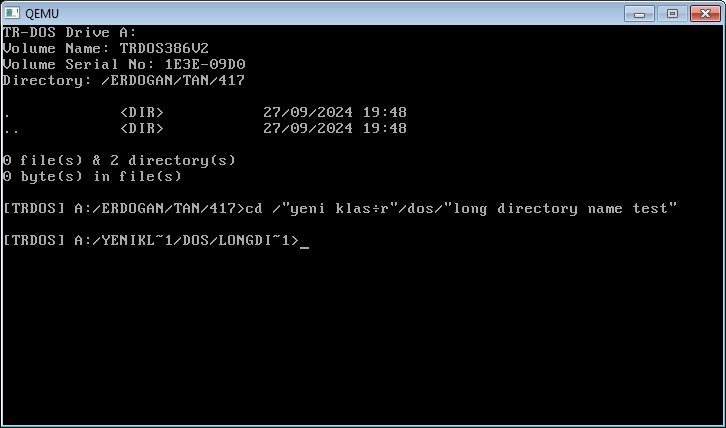 QEMU
TR-DOS Drive A:
Volume Name: TRDOS386V2
Volume Serial No: 1E3E-09D0
Directory: /ERDOGAN/TAN/417
. <DIR> 27/09/2024 19:48
.. <DIR> 27/09/2024 19:48
0 file(s) & 2 directory(s)
0 byte(s) in file(s)
[TRDOS] A:/ERDOGAN/TAN/417>cd /"yeni klas÷r"/dos/"long directory name test"
[TRDOS] A:/YENIKL~1/DOS/LONGDI~1>_